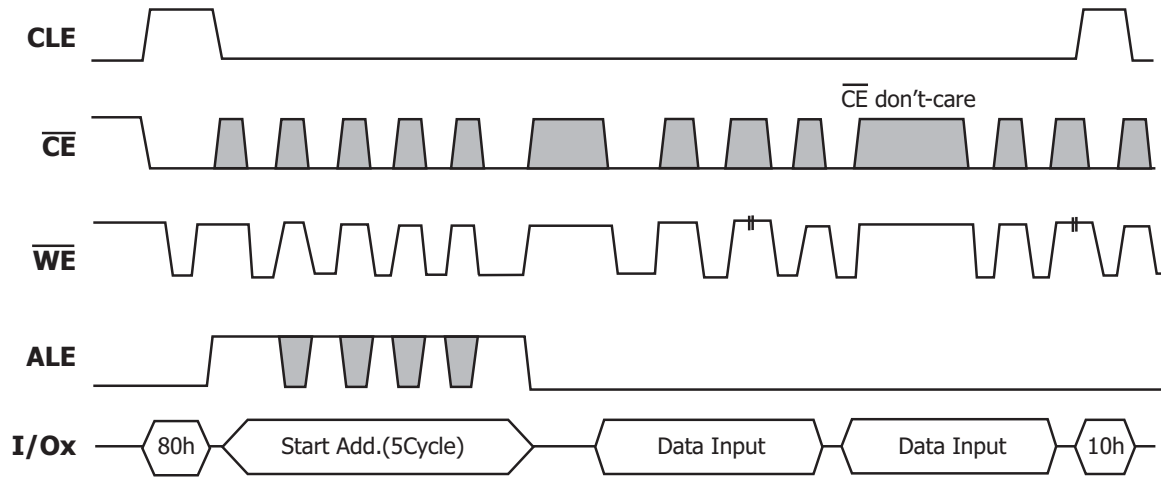 CLE
CE don't-care
CE
WE
ALE
I/Ox
80h
Start Add.(5Cycle)
Data Input
Data Input
10h